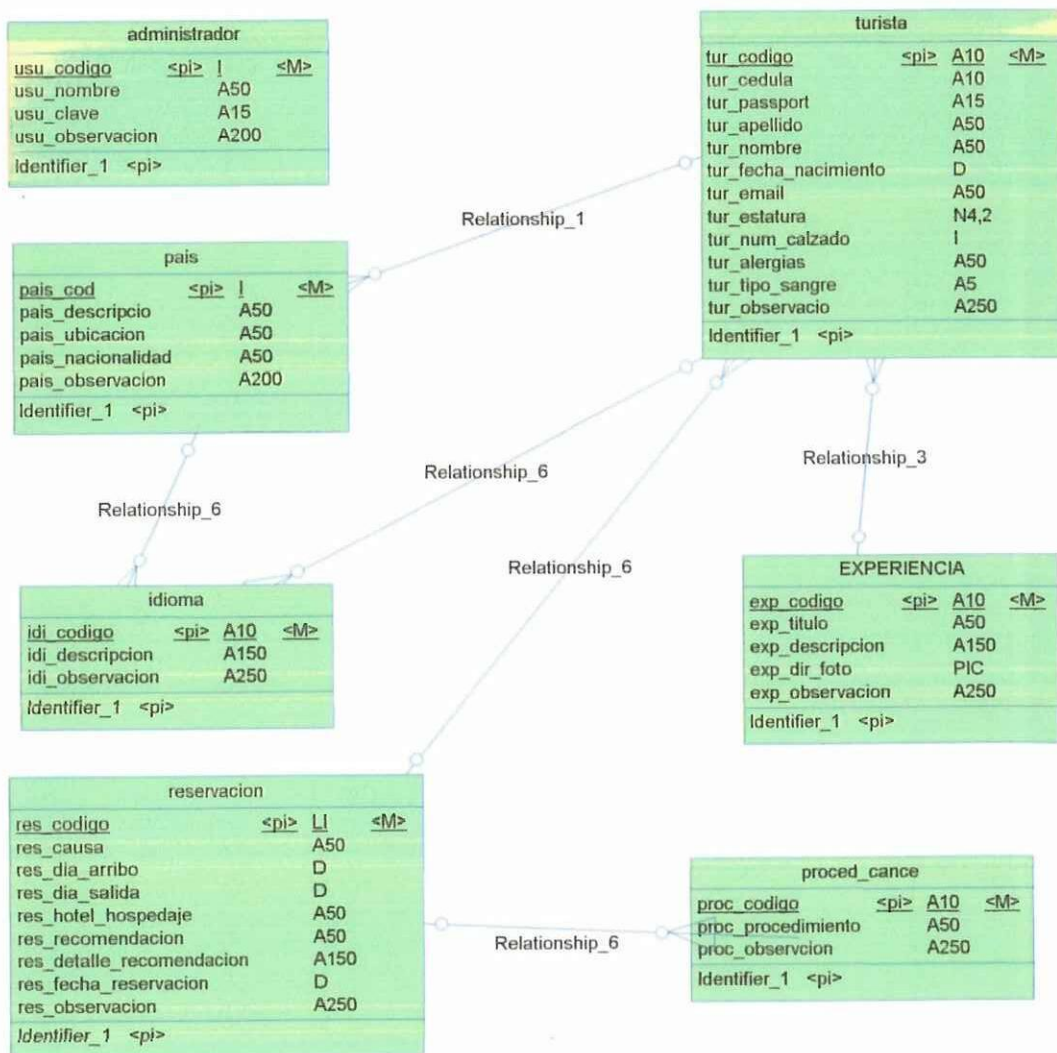 administrador
usu_codigo <pi> I <M>
usu_nombre A50
usu_clave A15
usu_observacion A200
Identifier_1 <pi>
turista
tur_codigo <pi> A10 <M>
tur_cedula A10
tur_passport A15
tur_apellido A50
tur_nombre A50
tur_fecha_nacimiento D
tur_email A50
tur_estatura N4,2
tur_num_calzado I
tur_alergias A50
tur_tipo_sangre A5
tur_observacio A250
Identifier_1 <pi>
Relationship_1
pais
pais_cod <pi> I <M>
pais_descripcio A50
pais_ubicacion A50
pais_nacionalidad A50
pais_observacion A200
Identifier_1 <pi>
Relationship_6
Relationship_3
Relationship_6
Relationship_6
idioma
idi_codigo <pi> A10 <M>
idi_descripcion A150
idi_observacion A250
Identifier_1 <pi>
EXPERIENCIA
exp_codigo <pi> A10 <M>
exp_titulo A50
exp_descripcion A150
exp_dir_foto PIC
exp_observacion A250
Identifier_1 <pi>
reservacion
res_codigo <pi> LI <M>
res_causa A50
res_dia_arribo D
res_dia_salida D
res_hotel_hospedaje A50
res_recomendacion A50
res_detalle_recomendacion A150
res_fecha_reservacion D
res_observacion A250
Identifier_1 <pi>
Relationship_6
proced_cance
proc_codigo <pi> A10 <M>
proc_procedimiento A50
proc_observcion A250
Identifier_1 <pi>